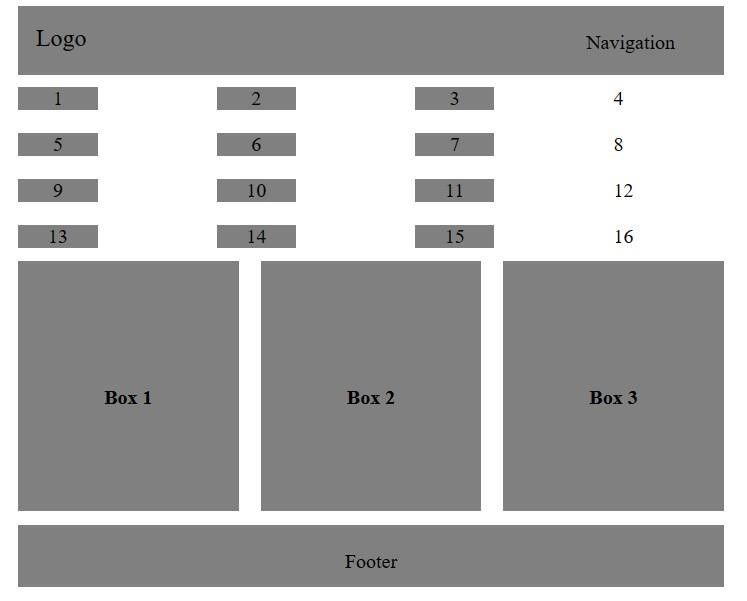 Logo Navigation
1 2 3 4
5 6 7 8
9 10 11 12
13 14 15 16
Box 1 Box 2 Box 3
Footer